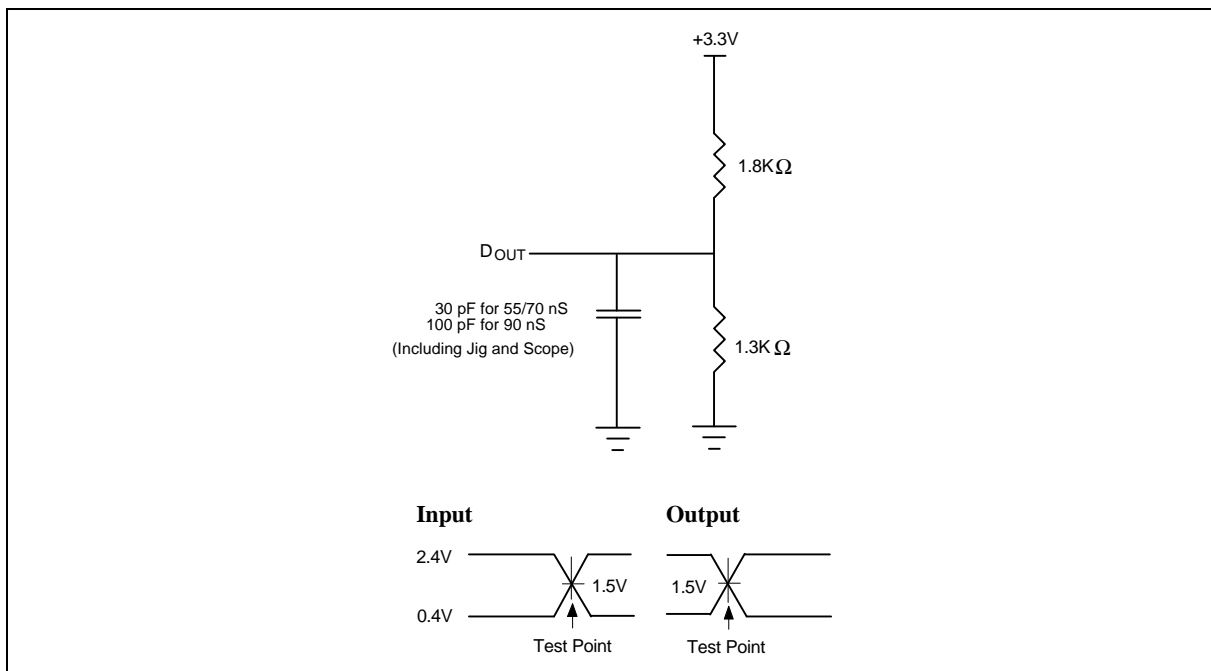 +3.3V
1.8KΩ
DOUT
30 pF for 55/70 nS
100 pF for 90 nS
(Including Jig and Scope)
1.3KΩ
Input
Output
2.4V
1.5V
1.5V
0.4V
Test Point
Test Point